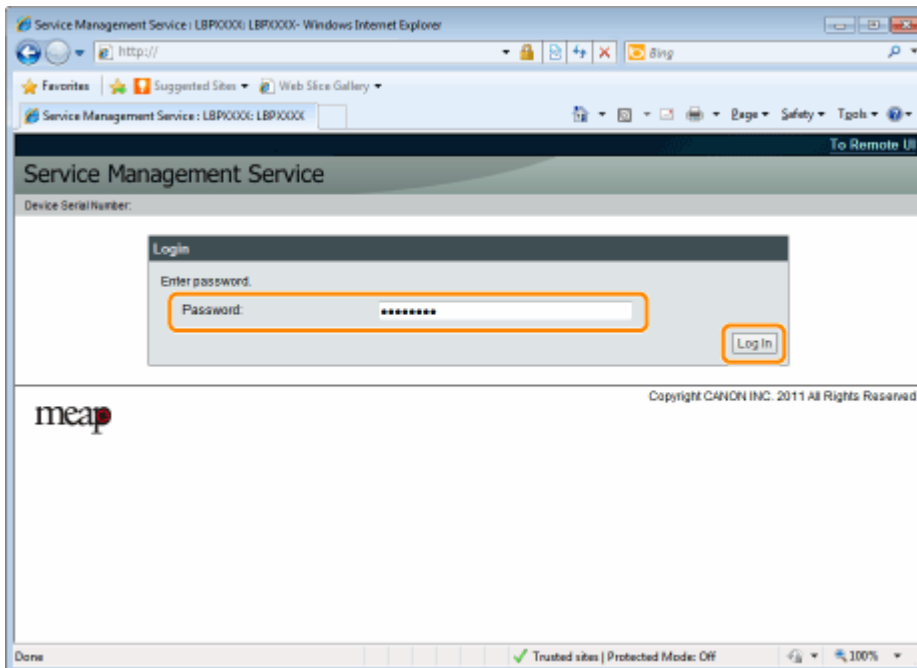 Service Management Service : LBPXXXX: LBPXXXX- Windows Internet Explorer
http://
Bing
Favorites Suggested Sites Web Slice Gallery
Service Management Service : LBPXXXX: LBPXXXX Page Safety Tools
To Remote UI
Service Management Service
Device Serial Number:
Login
Enter password.
Password: ••••••••
Log In
Copyright CANON INC. 2011 All Rights Reserved
meap
Done Trusted sites | Protected Mode: Off 100%